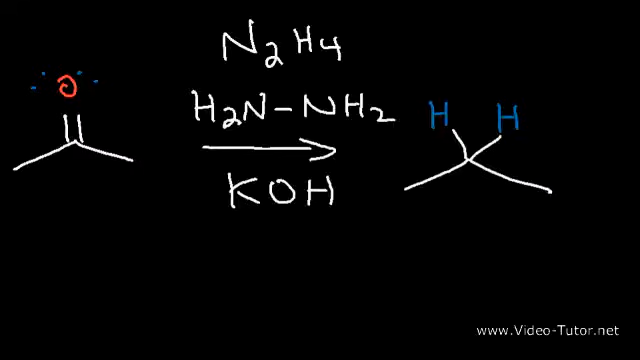 N2H4
O
H2N-NH2
H H
KOH
www.Video-Tutor.net